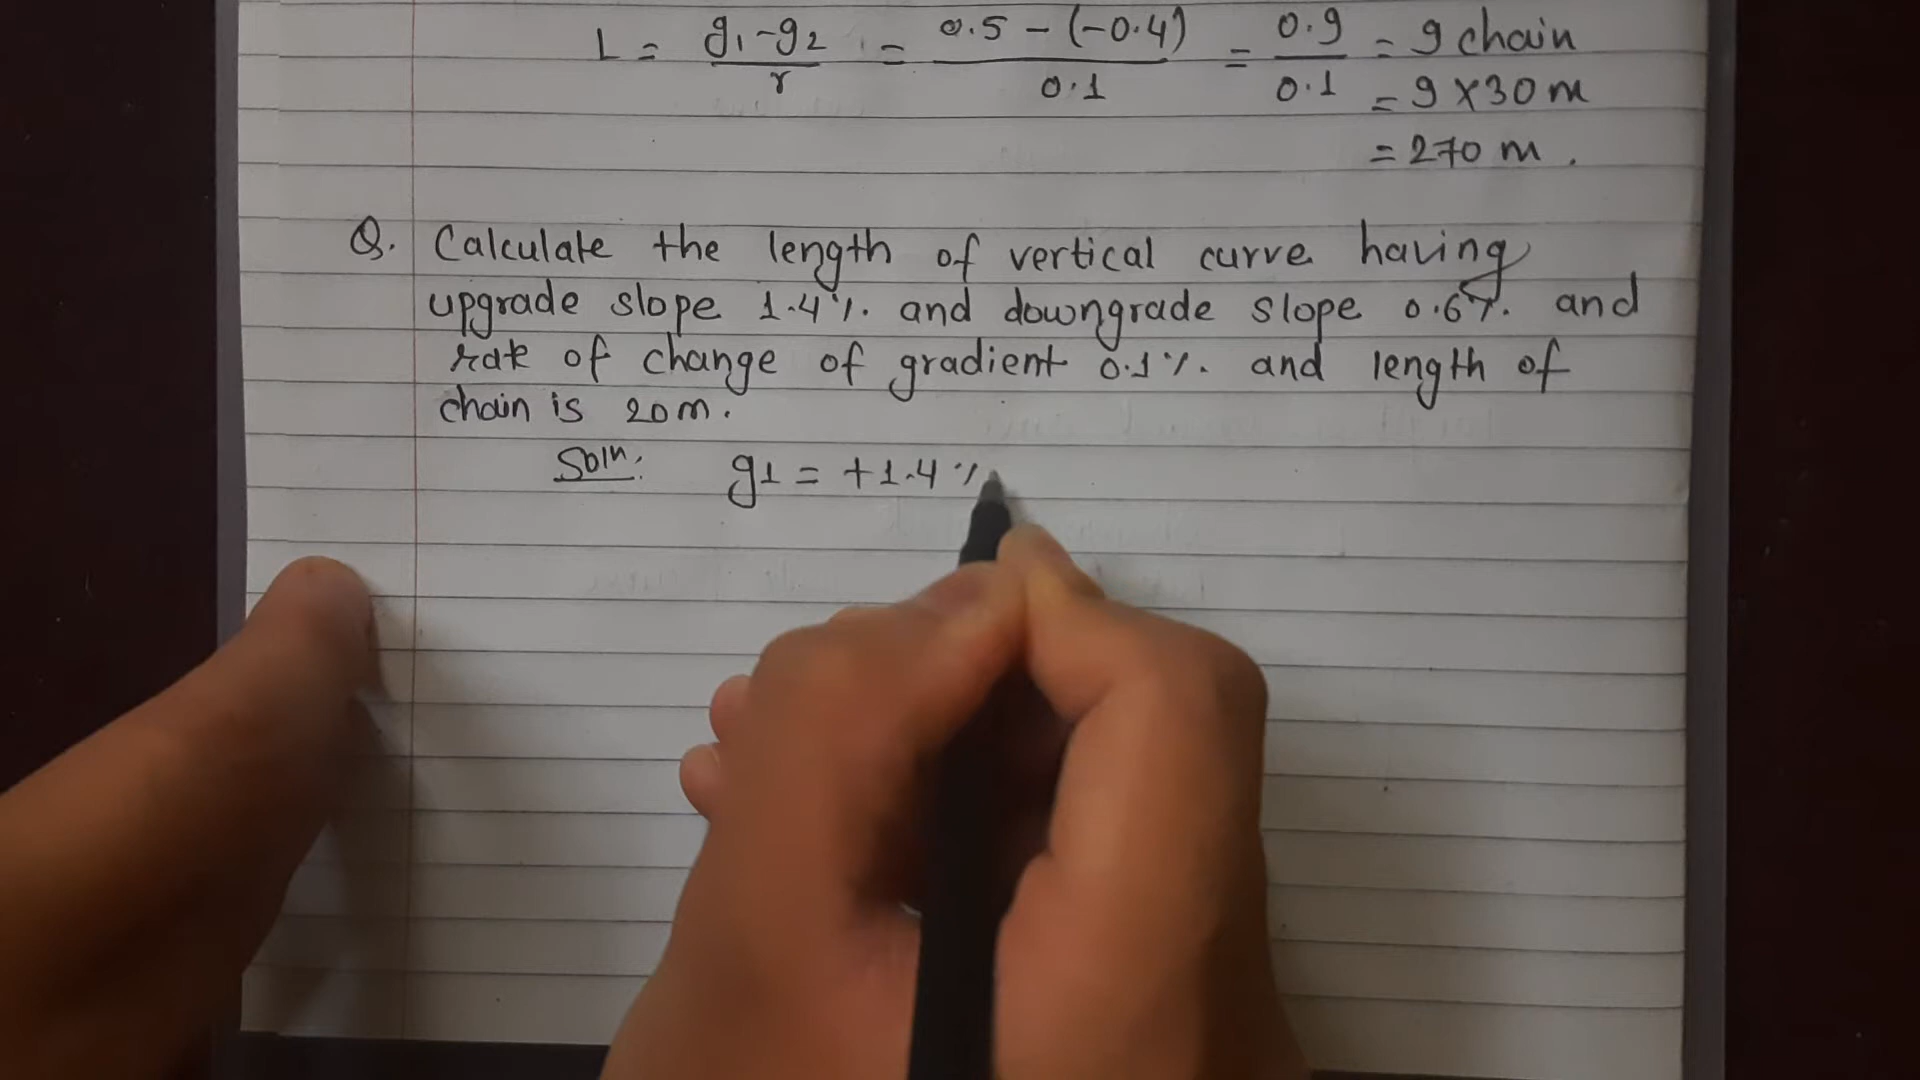 L = g1-g2 / r = 0.5 - (-0.4) / 0.1 = 0.9 / 0.1 = 9 chain
= 9 x 30 m
= 270 m .
Q. Calculate the length of vertical curve having
upgrade slope 1.4%. and downgrade slope 0.6%. and
rate of change of gradient 0.1%. and length of
chain is 20m.
Soln: g1 = +1.4%